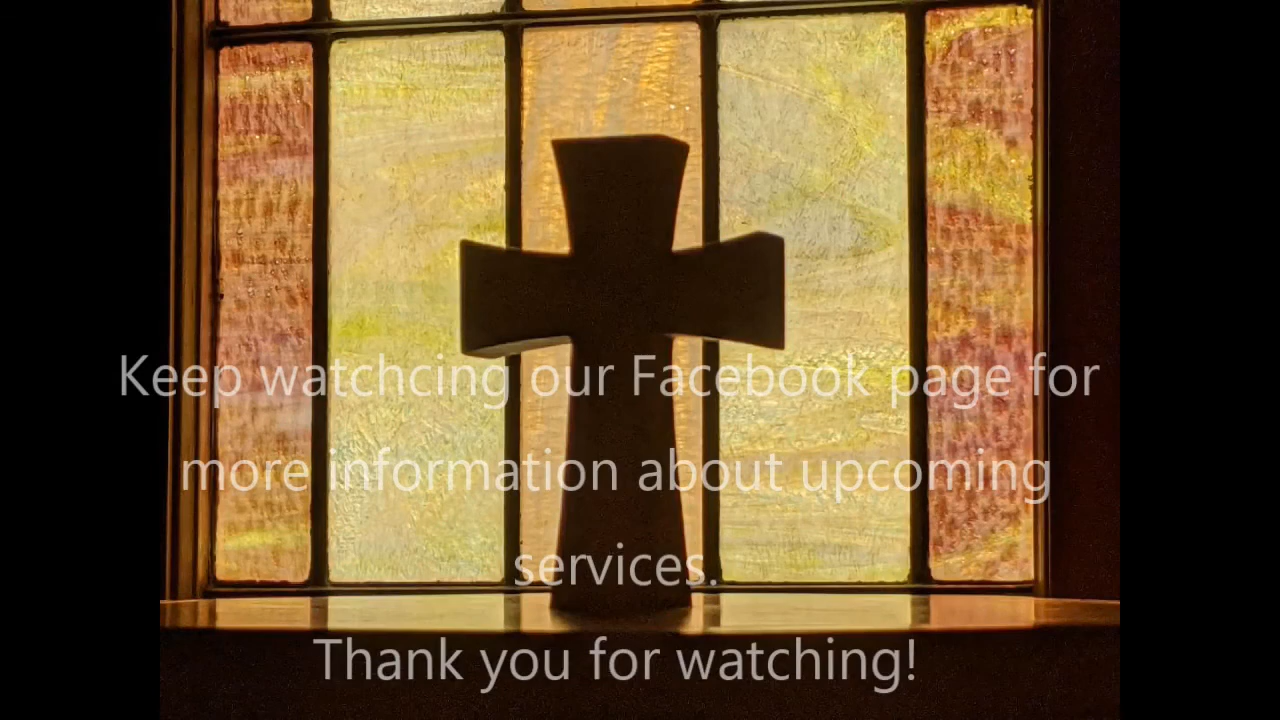 Keep watchcing our Facebook page for
more information about upcoming
services.
Thank you for watching!